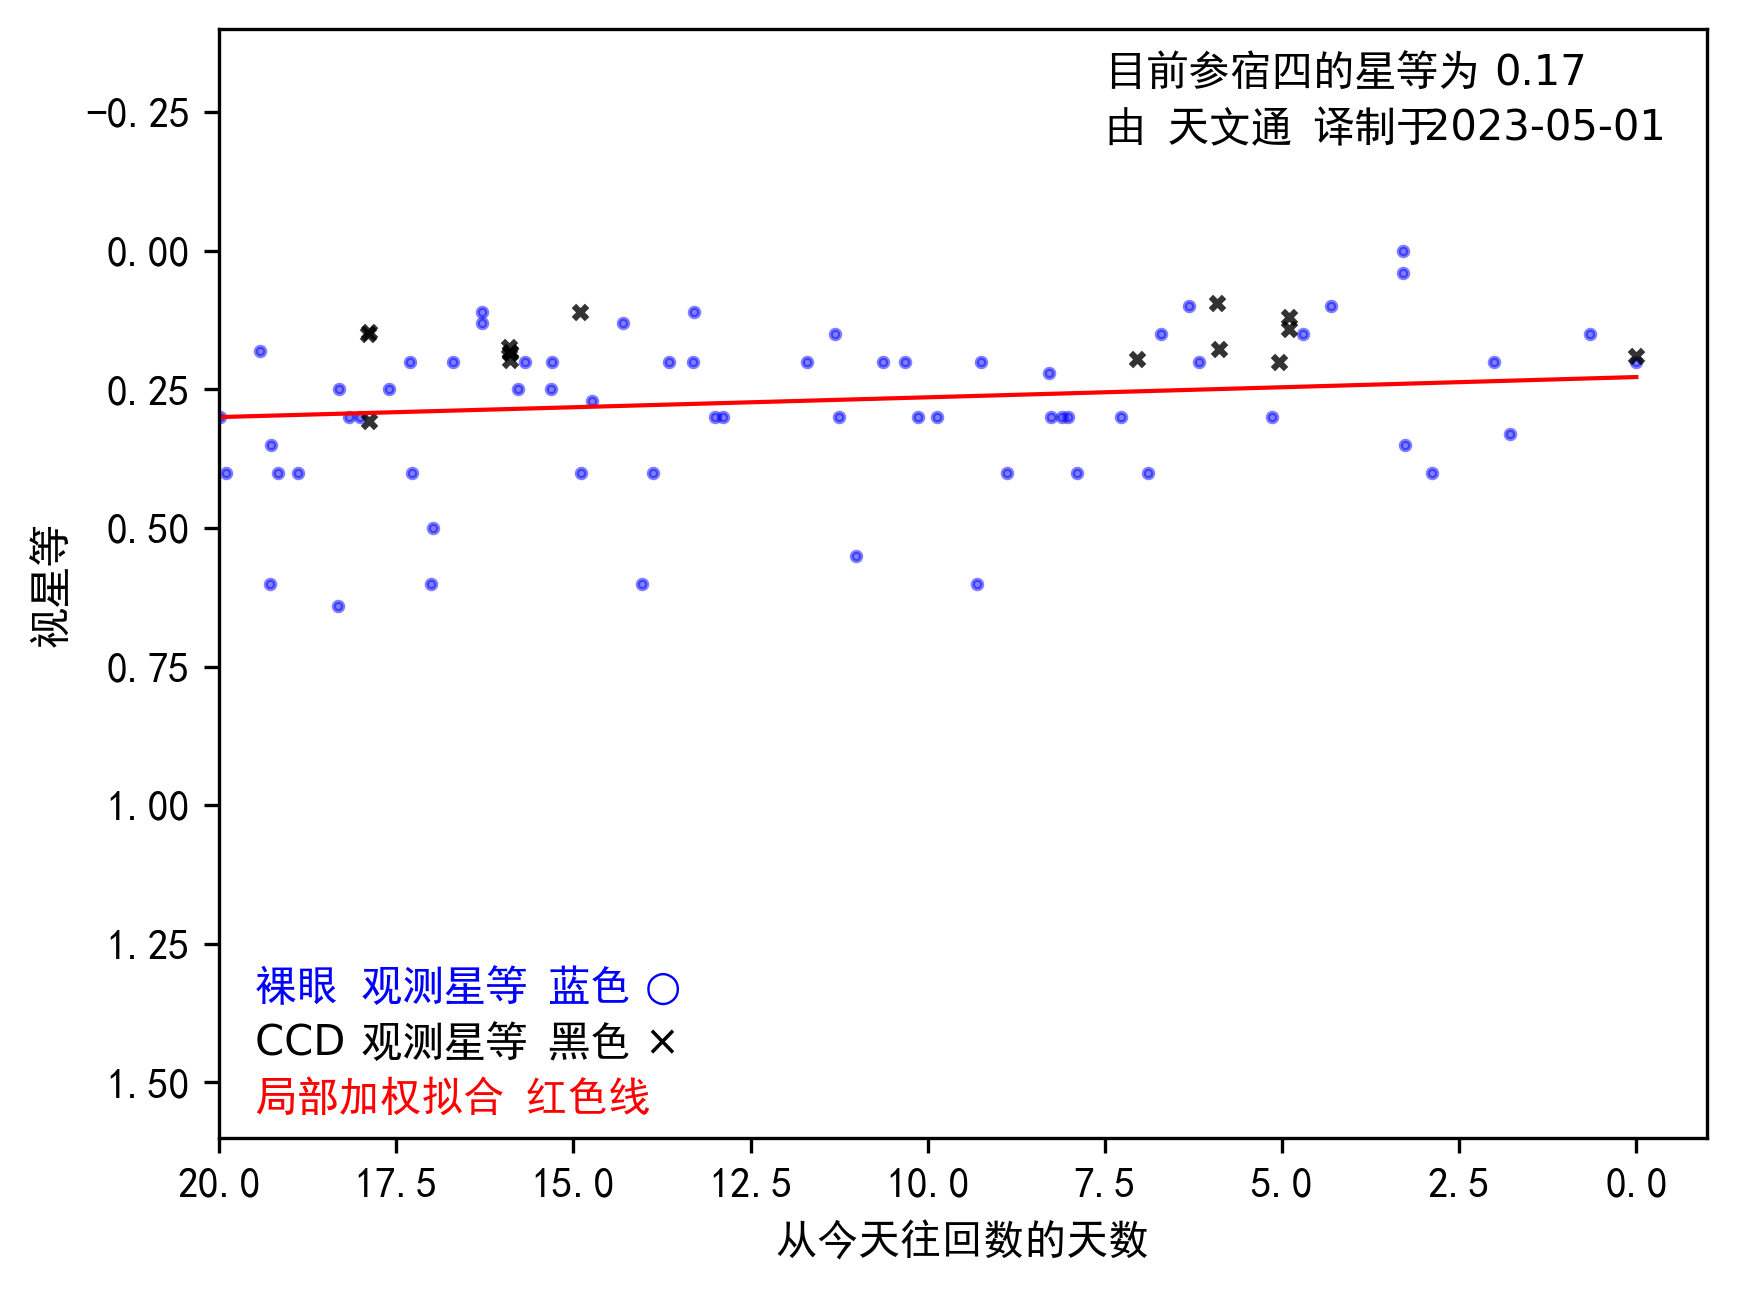 目前参宿四的星等为 0.17
由 天文通 译制于2023-05-01
-0.25
0.00
0.25
0.50
0.75
1.00
1.25
1.50
视星等
裸眼 观测星等 蓝色 ○
CCD 观测星等 黑色 ×
局部加权拟合 红色线
20.0 17.5 15.0 12.5 10.0 7.5 5.0 2.5 0.0
从今天往回数的天数